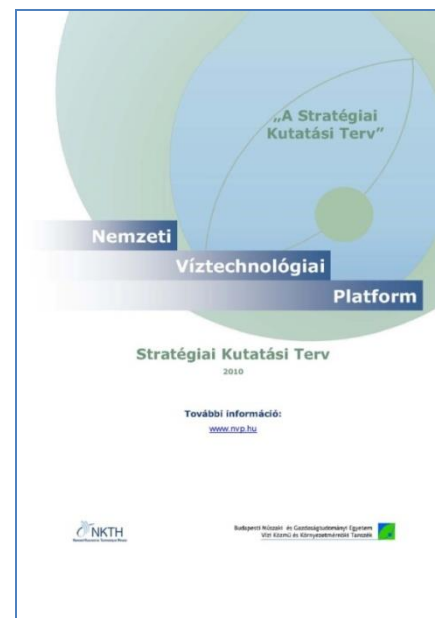 „A Stratégiai
Kutatási Terv”
Nemzeti
Víztechnológiai
Platform
Stratégiai Kutatási Terv
2010
További információ:
www.nvp.hu
NKTH
Budapesti Műszaki és Gazdaságtudományi Egyetem
Vízi Közmű és Környezetmérnöki Tanszék